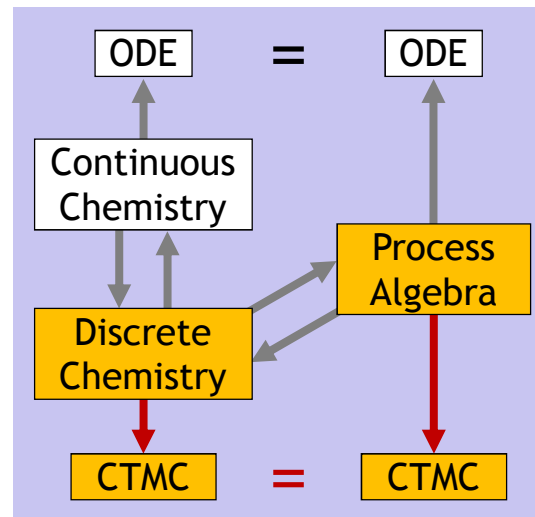 ODE = ODE
Continuous
Chemistry
Process
Algebra
Discrete
Chemistry
CTMC = CTMC